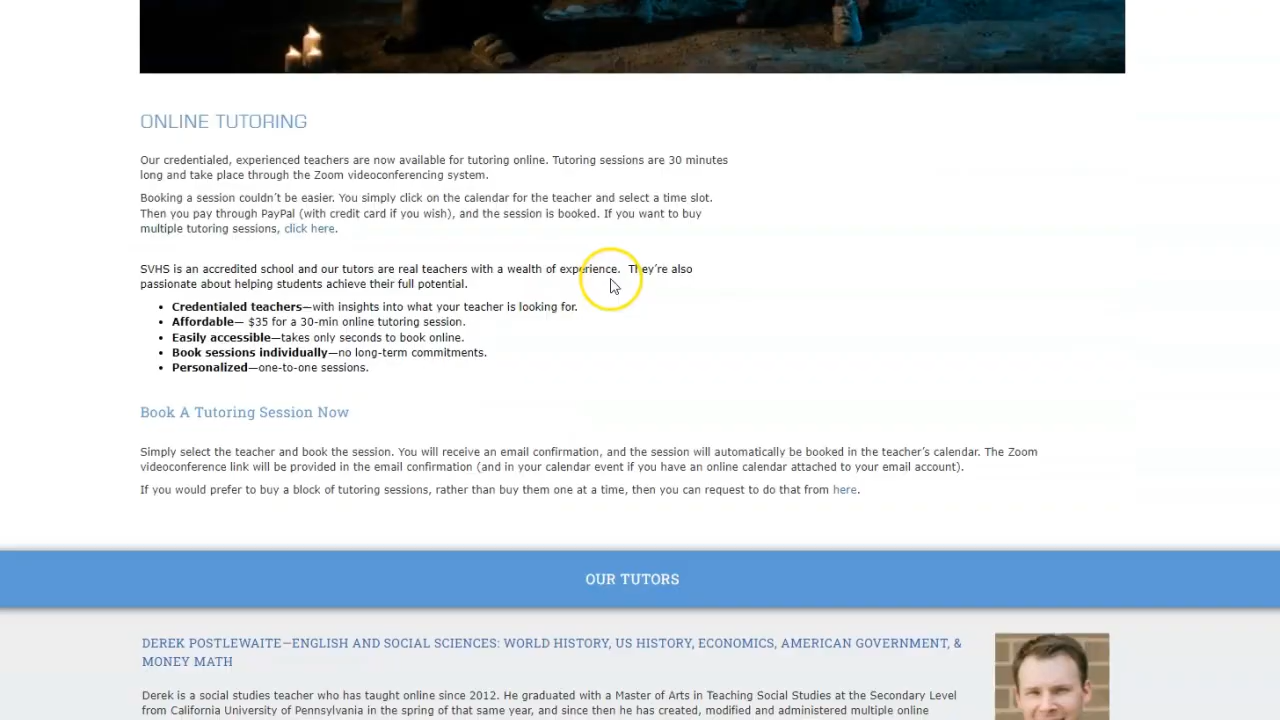 ONLINE TUTORING
Our credentialed, experienced teachers are now available for tutoring online. Tutoring sessions are 30 minutes
long and take place through the Zoom videoconferencing system.
Booking a session couldn't be easier. You simply click on the calendar for the teacher and select a time slot.
Then you pay through PayPal (with credit card if you wish), and the session is booked. If you want to buy
multiple tutoring sessions, click here.
SVHS is an accredited school and our tutors are real teachers with a wealth of experience. They're also
passionate about helping students achieve their full potential.
• Credentialed teachers—with insights into what your teacher is looking for.
• Affordable— $35 for a 30-min online tutoring session.
• Easily accessible—takes only seconds to book online.
• Book sessions individually—no long-term commitments.
• Personalized—one-to-one sessions.
Book A Tutoring Session Now
Simply select the teacher and book the session. You will receive an email confirmation, and the session will automatically be booked in the teacher's calendar. The Zoom
videoconference link will be provided in the email confirmation (and in your calendar event if you have an online calendar attached to your email account).
If you would prefer to buy a block of tutoring sessions, rather than buy them one at a time, then you can request to do that from here.
OUR TUTORS
DEREK POSTLEWAITE—ENGLISH AND SOCIAL SCIENCES: WORLD HISTORY, US HISTORY, ECONOMICS, AMERICAN GOVERNMENT, &
MONEY MATH
Derek is a social studies teacher who has taught online since 2012. He graduated with a Master of Arts in Teaching Social Studies at the Secondary Level
from California University of Pennsylvania in the spring of that same year, and since then he has created, modified and administered multiple online